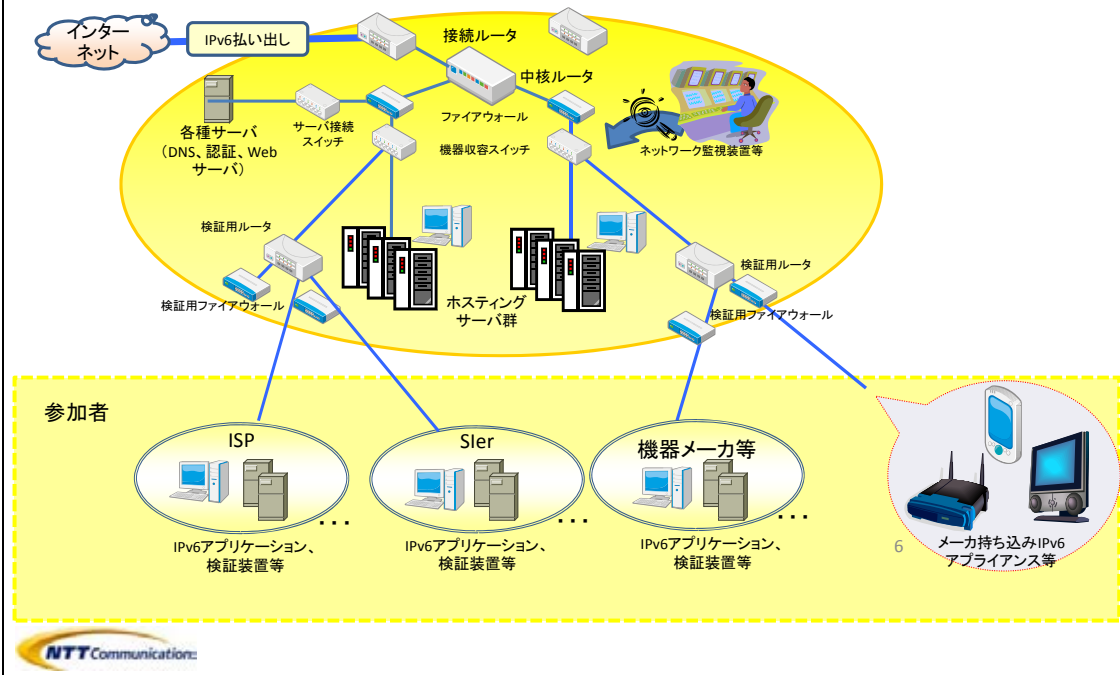 インター
ネット
IPv6払い出し
接続ルータ
中核ルータ
各種サーバ
（DNS、認証、Web
サーバ）
サーバ接続
スイッチ
ファイアウォール
機器収容スイッチ
ネットワーク監視装置等
検証用ルータ
検証用ファイアウォール
ホスティング
サーバ群
検証用ルータ
検証用ファイアウォール
参加者
ISP
・・・
IPv6アプリケーション、
検証装置等
SIer
・・・
IPv6アプリケーション、
検証装置等
機器メーカ等
・・・
IPv6アプリケーション、
検証装置等
メーカ持ち込みIPv6
アプライアンス等
6
NTT Communications